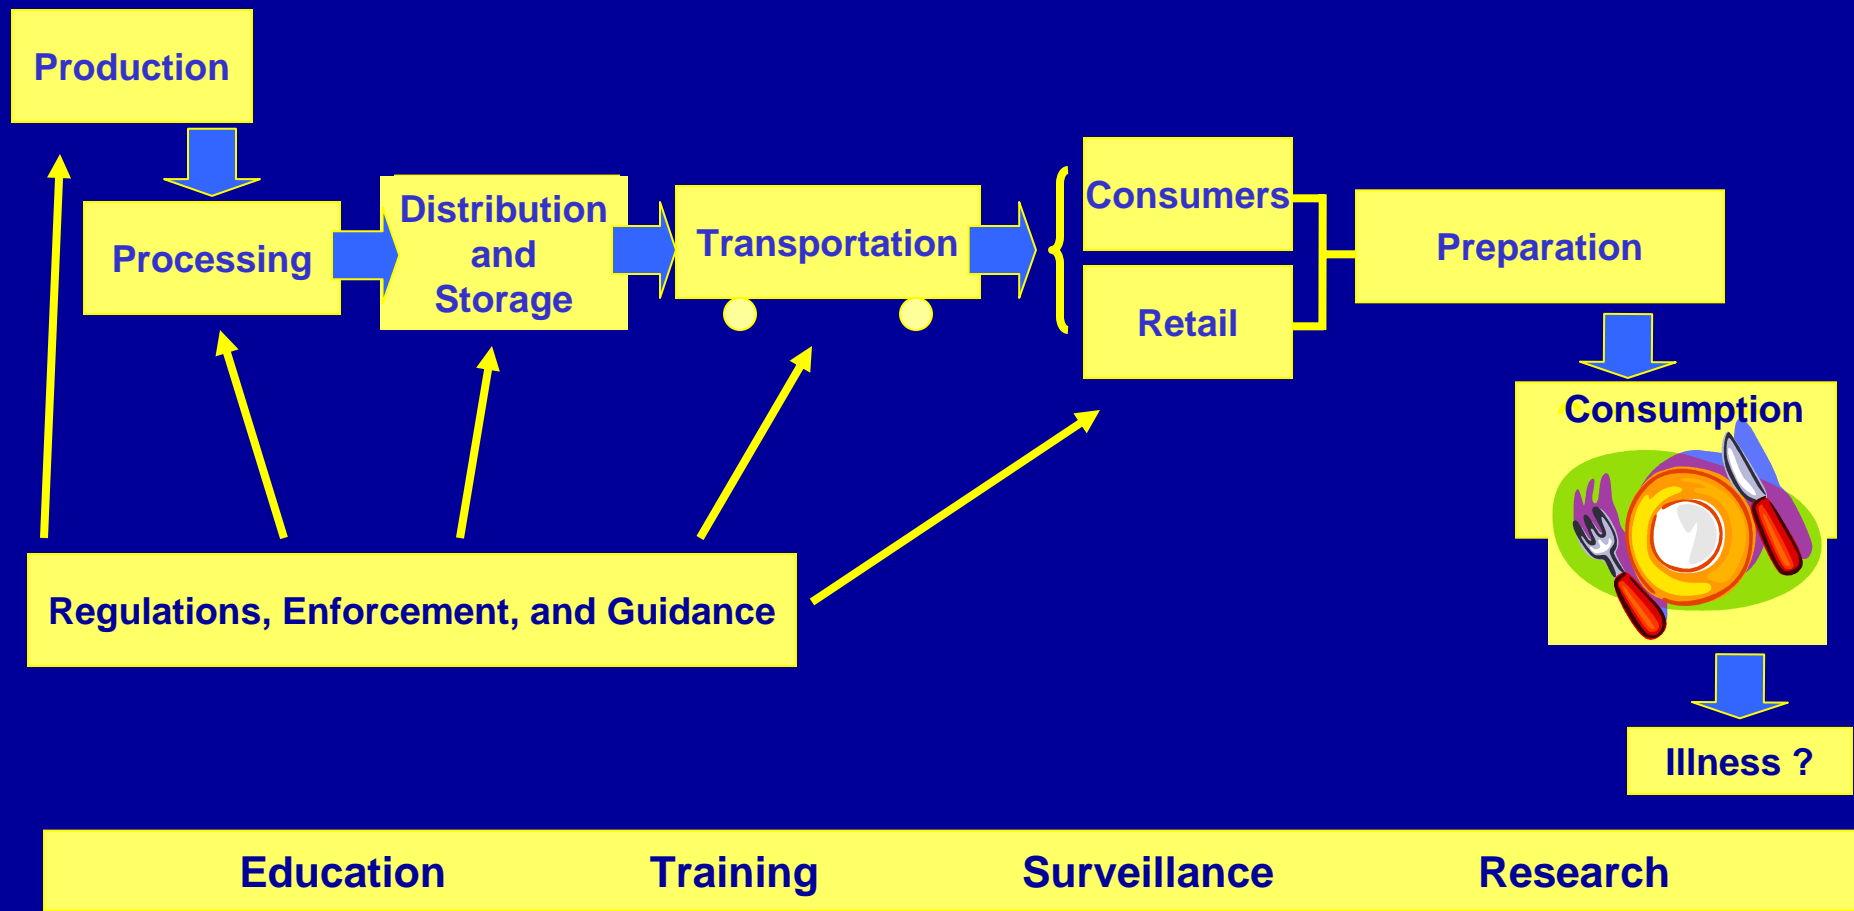 Production
Processing
Distribution
and
Storage
Transportation
Consumers
Retail
Preparation
Consumption
Regulations, Enforcement, and Guidance
Illness ?
Education Training Surveillance Research